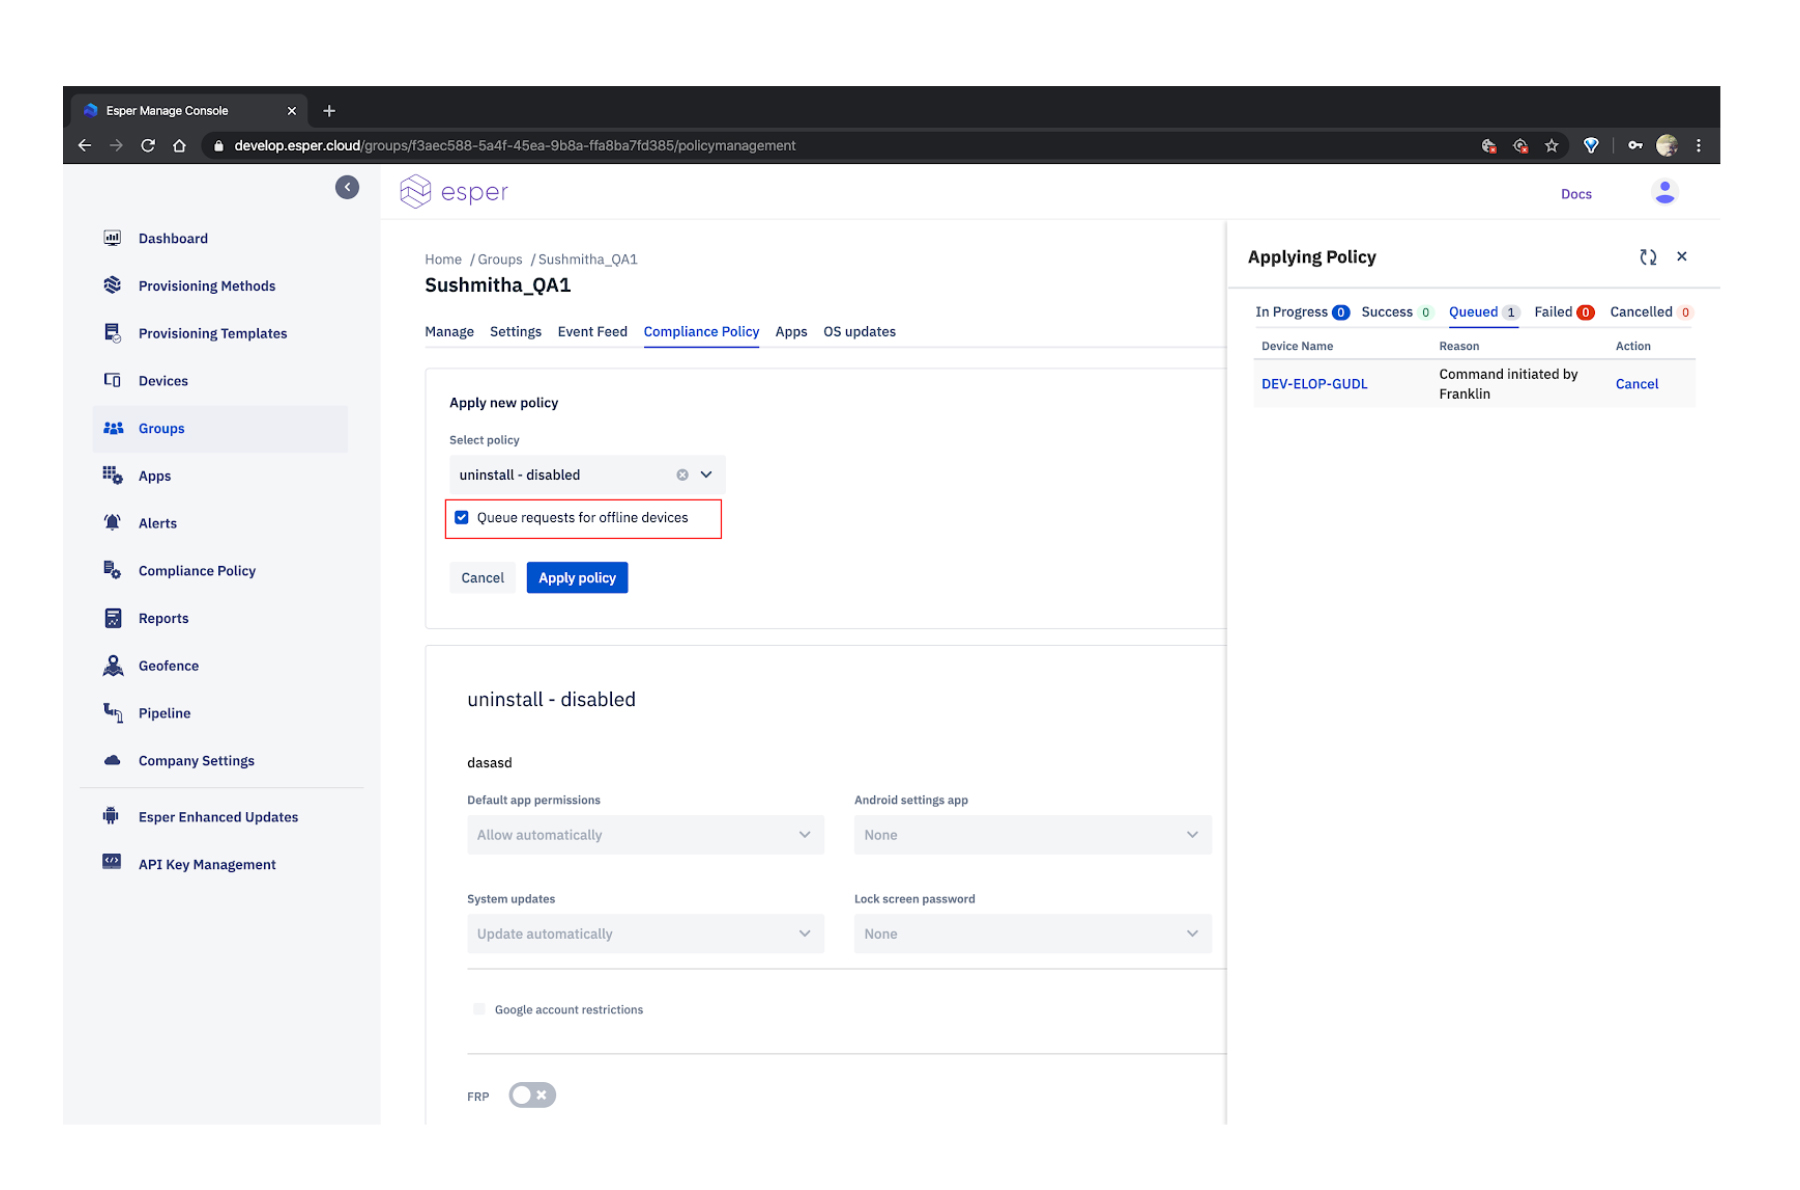 Esper Manage Console
develop.esper.cloud/groups/f3aec588-5a4f-45ea-9b8a-ffa8ba7fd385/policymanagement
esper
Docs
Dashboard
Provisioning Methods
Provisioning Templates
Devices
Groups
Apps
Alerts
Compliance Policy
Reports
Geofence
Pipeline
Company Settings
Esper Enhanced Updates
API Key Management
Home / Groups / Sushmitha_QA1
Sushmitha_QA1
Manage Settings Event Feed Compliance Policy Apps OS updates
Apply new policy
Select policy
uninstall - disabled
Queue requests for offline devices
Cancel Apply policy
uninstall - disabled
dasasd
Default app permissions Android settings app
Allow automatically None
System updates Lock screen password
Update automatically None
Google account restrictions
FRP
Applying Policy
In Progress 0 Success 0 Queued 1 Failed 0 Cancelled 0
Device Name Reason Action
DEV-ELOP-GUDL Command initiated by Cancel
Franklin